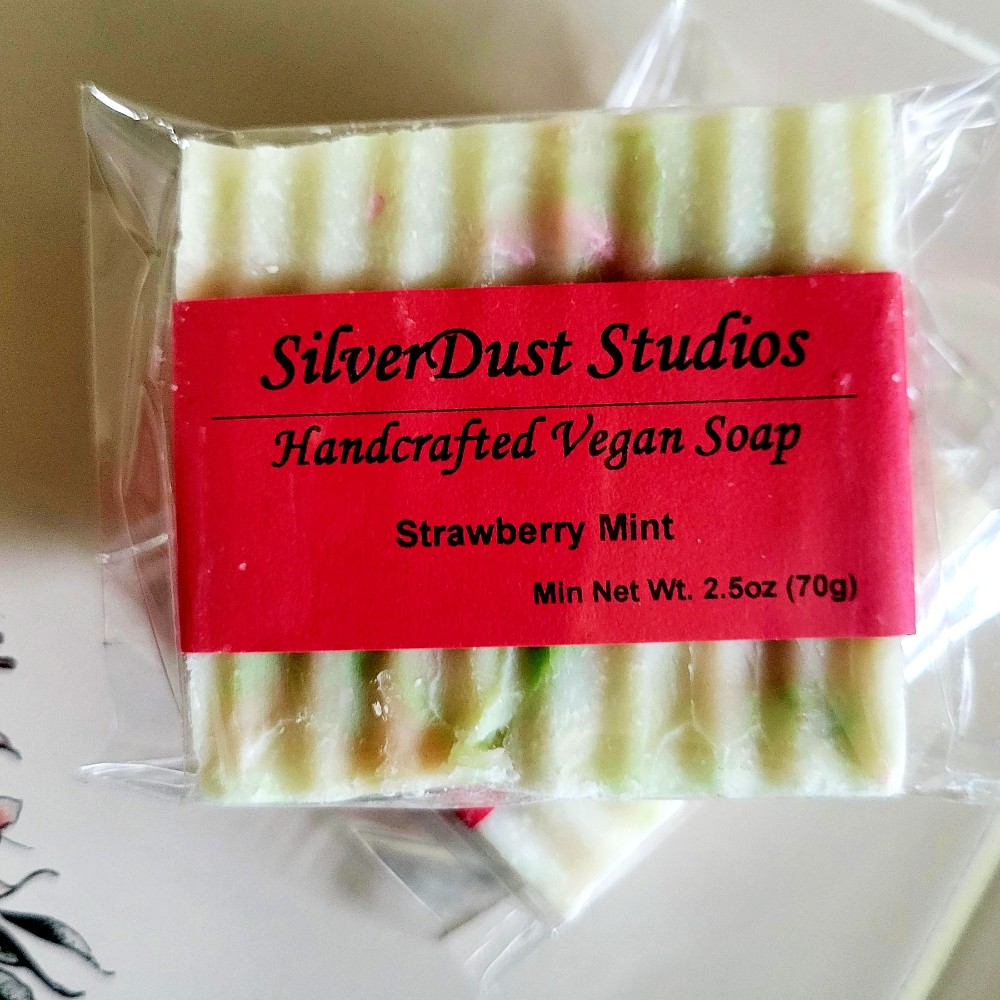 SilverDust Studios
Handcrafted Vegan Soap
Strawberry Mint
Min Net Wt. 2.5oz (70g)